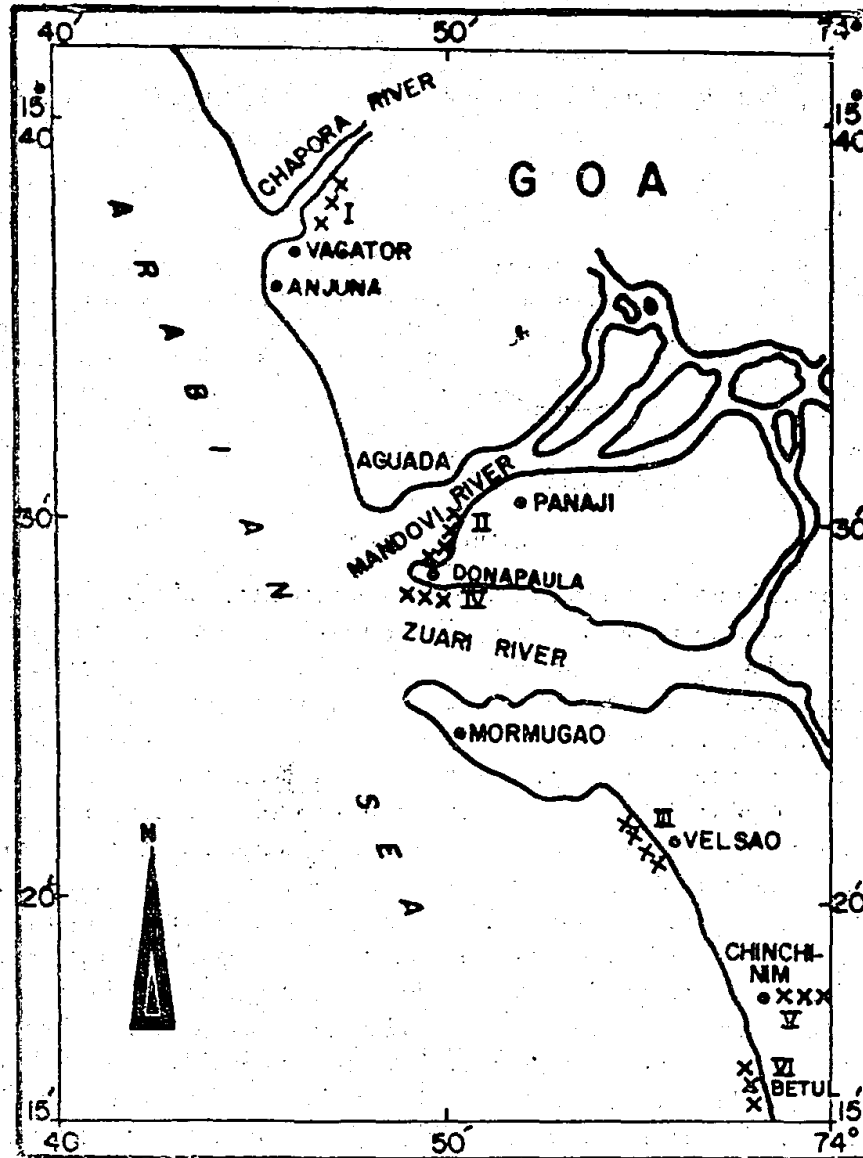 40′ 50′ 74°
15° 40′
15° 40′
CHAPORA RIVER
GOA
I
VAGATOR
ANJUNA
ARABIAN SEA
AGUADA
MANDOVI RIVER
PANAJI
II
30′
30′
DONAPAULA
IV
ZUARI RIVER
MORMUGAO
III
VELSAO
N
20′
20′
CHINCHI-
NIM
V
VI
BETUL
15′
15′
40 50′ 74°